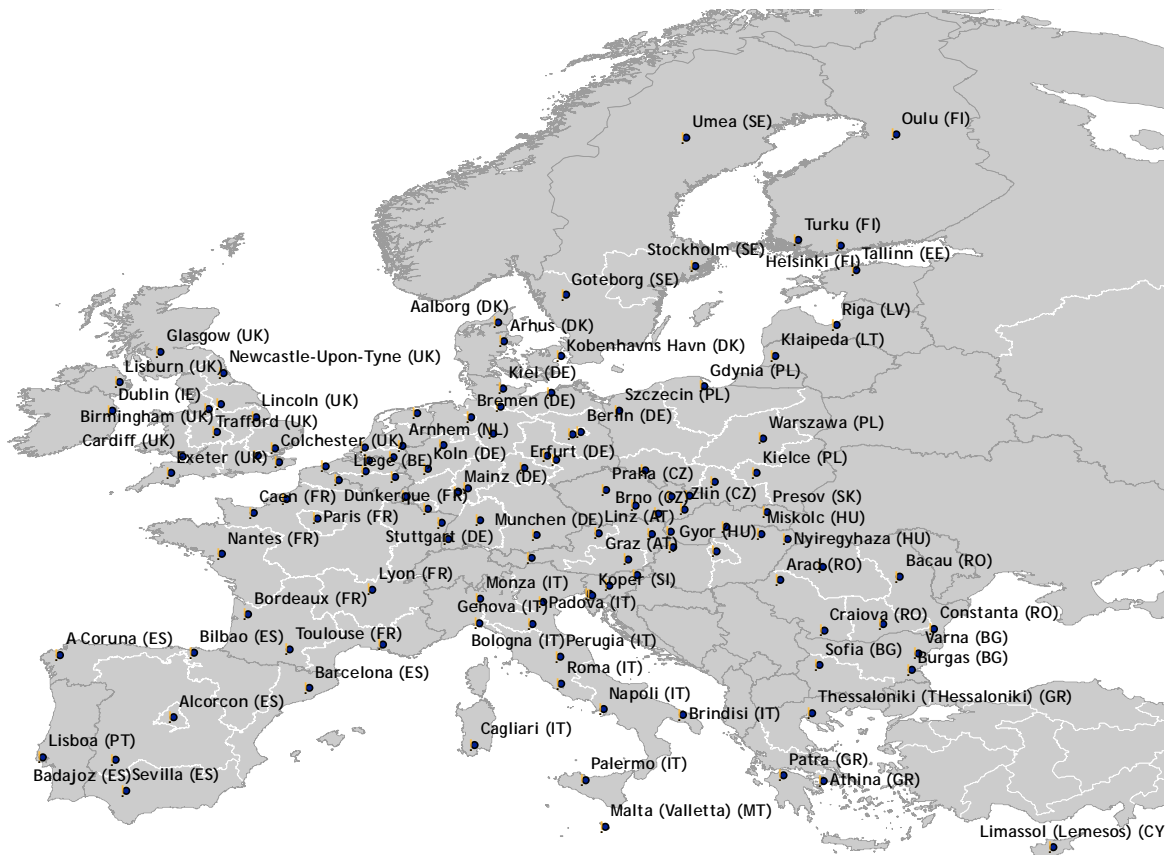 Umea (SE)
Oulu (FI)
Turku (FI)
Stockholm (SE)
Helsinki (FI)
Tallinn (EE)
Goteborg (SE)
Aalborg (DK)
Riga (LV)
Arhus (DK)
Glasgow (UK)
Klaipeda (LT)
Kobenhavns Havn (DK)
Newcastle-Upon-Tyne (UK)
Lisburn (UK)
Kiel (DE)
Gdynia (PL)
Dublin (IE)
Lincoln (UK)
Bremen (DE)
Szczecin (PL)
Birmingham (UK)
Trafford (UK)
Berlin (DE)
Arnhem (NL)
Warszawa (PL)
Cardiff (UK)
Colchester (UK)
Exeter (UK)
Liege (BE)
Koln (DE)
Erfurt (DE)
Kielce (PL)
Mainz (DE)
Praha (CZ)
Caen (FR)
Dunkerque (FR)
Brno (CZ)
Zlin (CZ)
Presov (SK)
Paris (FR)
Munchen (DE)
Linz (AT)
Miskolc (HU)
Nantes (FR)
Stuttgart (DE)
Graz (AT)
Gyor (HU)
Nyiregyhaza (HU)
Lyon (FR)
Monza (IT)
Koper (SI)
Arad (RO)
Bacau (RO)
Bordeaux (FR)
Genova (IT)
Padova (IT)
Craiova (RO)
Constanta (RO)
A Coruna (ES)
Bilbao (ES)
Toulouse (FR)
Bologna (IT)
Perugia (IT)
Varna (BG)
Sofia (BG)
Burgas (BG)
Barcelona (ES)
Roma (IT)
Alcorcon (ES)
Napoli (IT)
Thessaloniki (THessaloniki) (GR)
Brindisi (IT)
Cagliari (IT)
Lisboa (PT)
Palermo (IT)
Patra (GR)
Badajoz (ES)
Sevilla (ES)
Athina (GR)
Malta (Valletta) (MT)
Limassol (Lemesos) (CY